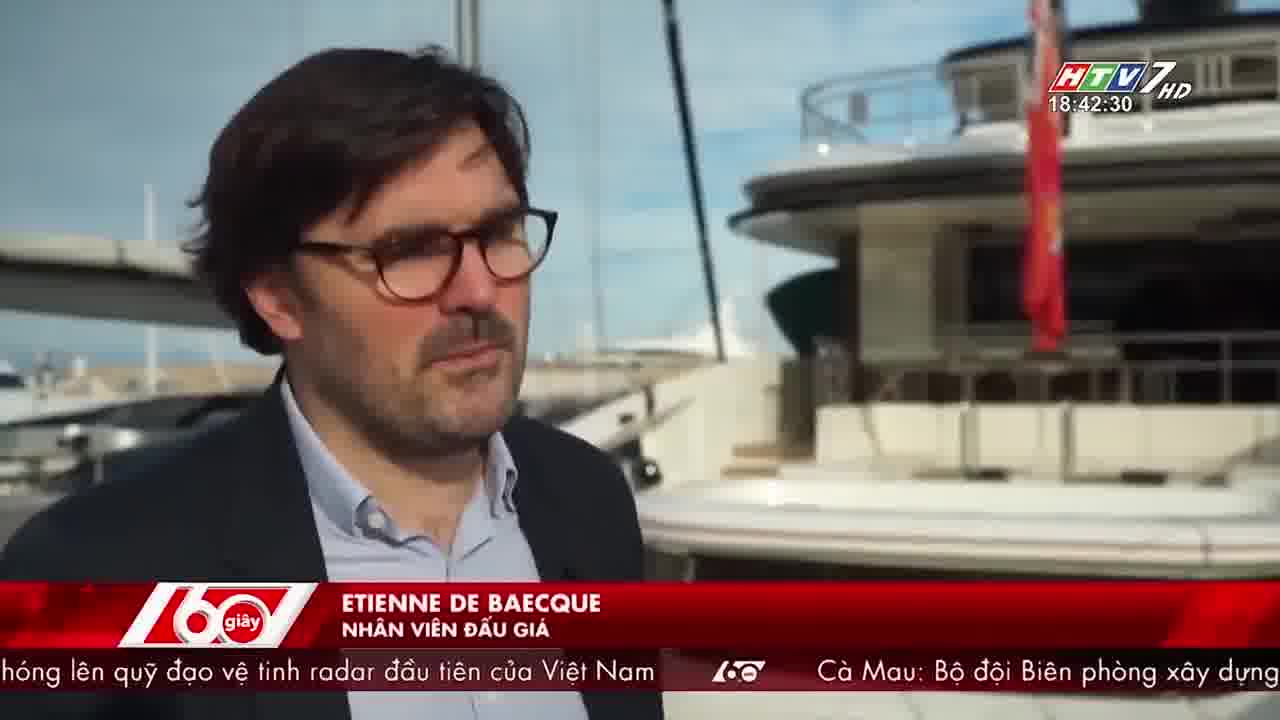 HTV7 HD
18:42:30
60 giây
ETIENNE DE BAECQUE
NHÂN VIÊN ĐẤU GIÁ
hóng lên quỹ đạo vệ tinh radar đầu tiên của Việt Nam
60
Cà Mau: Bộ đội Biên phòng xây dựng